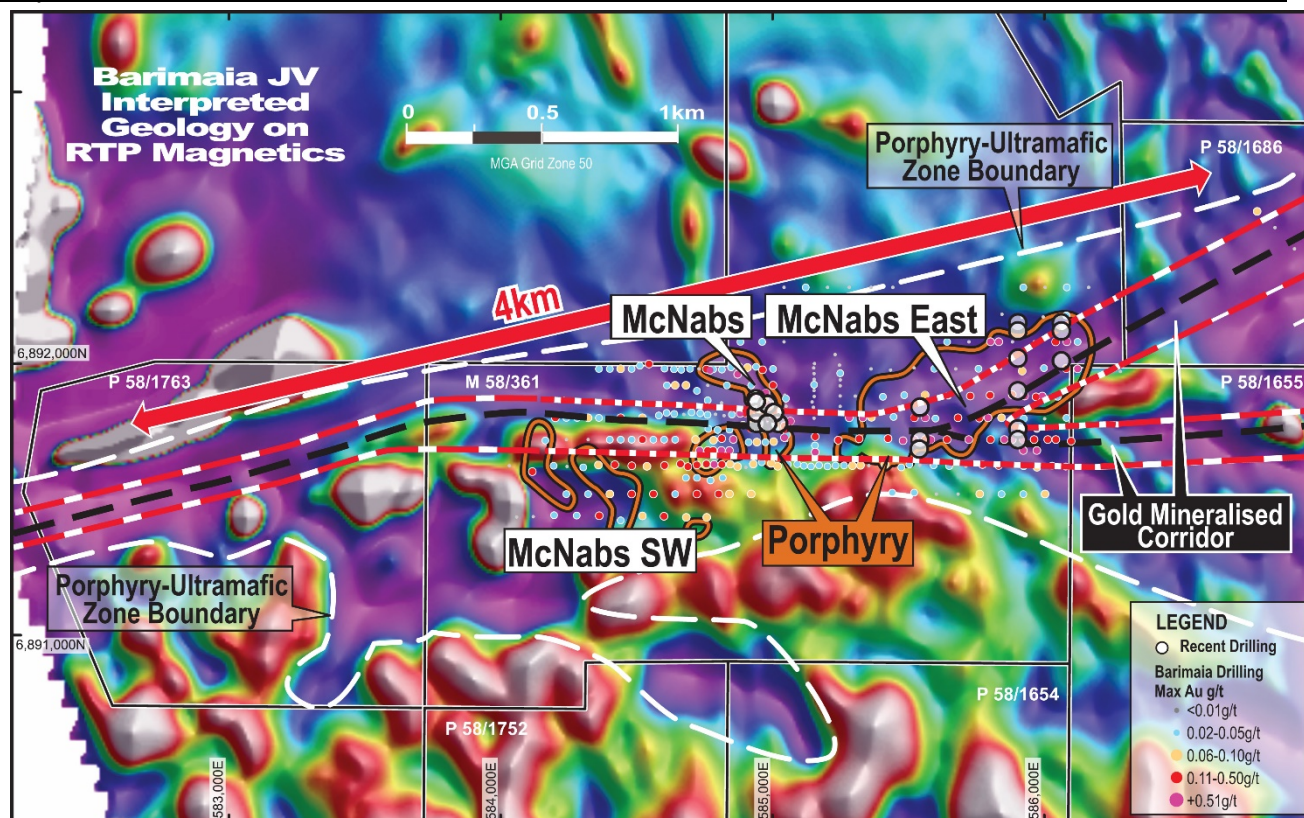 Barimaia JV
Interpreted
Geology on
RTP Magnetics
0 0.5 1km
MGA Grid Zone 50
Porphyry-Ultramafic
Zone Boundary
P 58/1686
4km
McNabs
McNabs East
6,892,000N
P 58/1763
M 58/361
P 58/1655
McNabs SW
Porphyry
Gold Mineralised
Corridor
Porphyry-Ultramafic
Zone Boundary
6,891,000N
P 58/1752
P 58/1654
583,000E
584,000E
585,000E
586,000E
LEGEND
Recent Drilling
Barimaia Drilling
Max Au g/t
<0.01g/t
0.02-0.05g/t
0.06-0.10g/t
0.11-0.50g/t
+0.51g/t